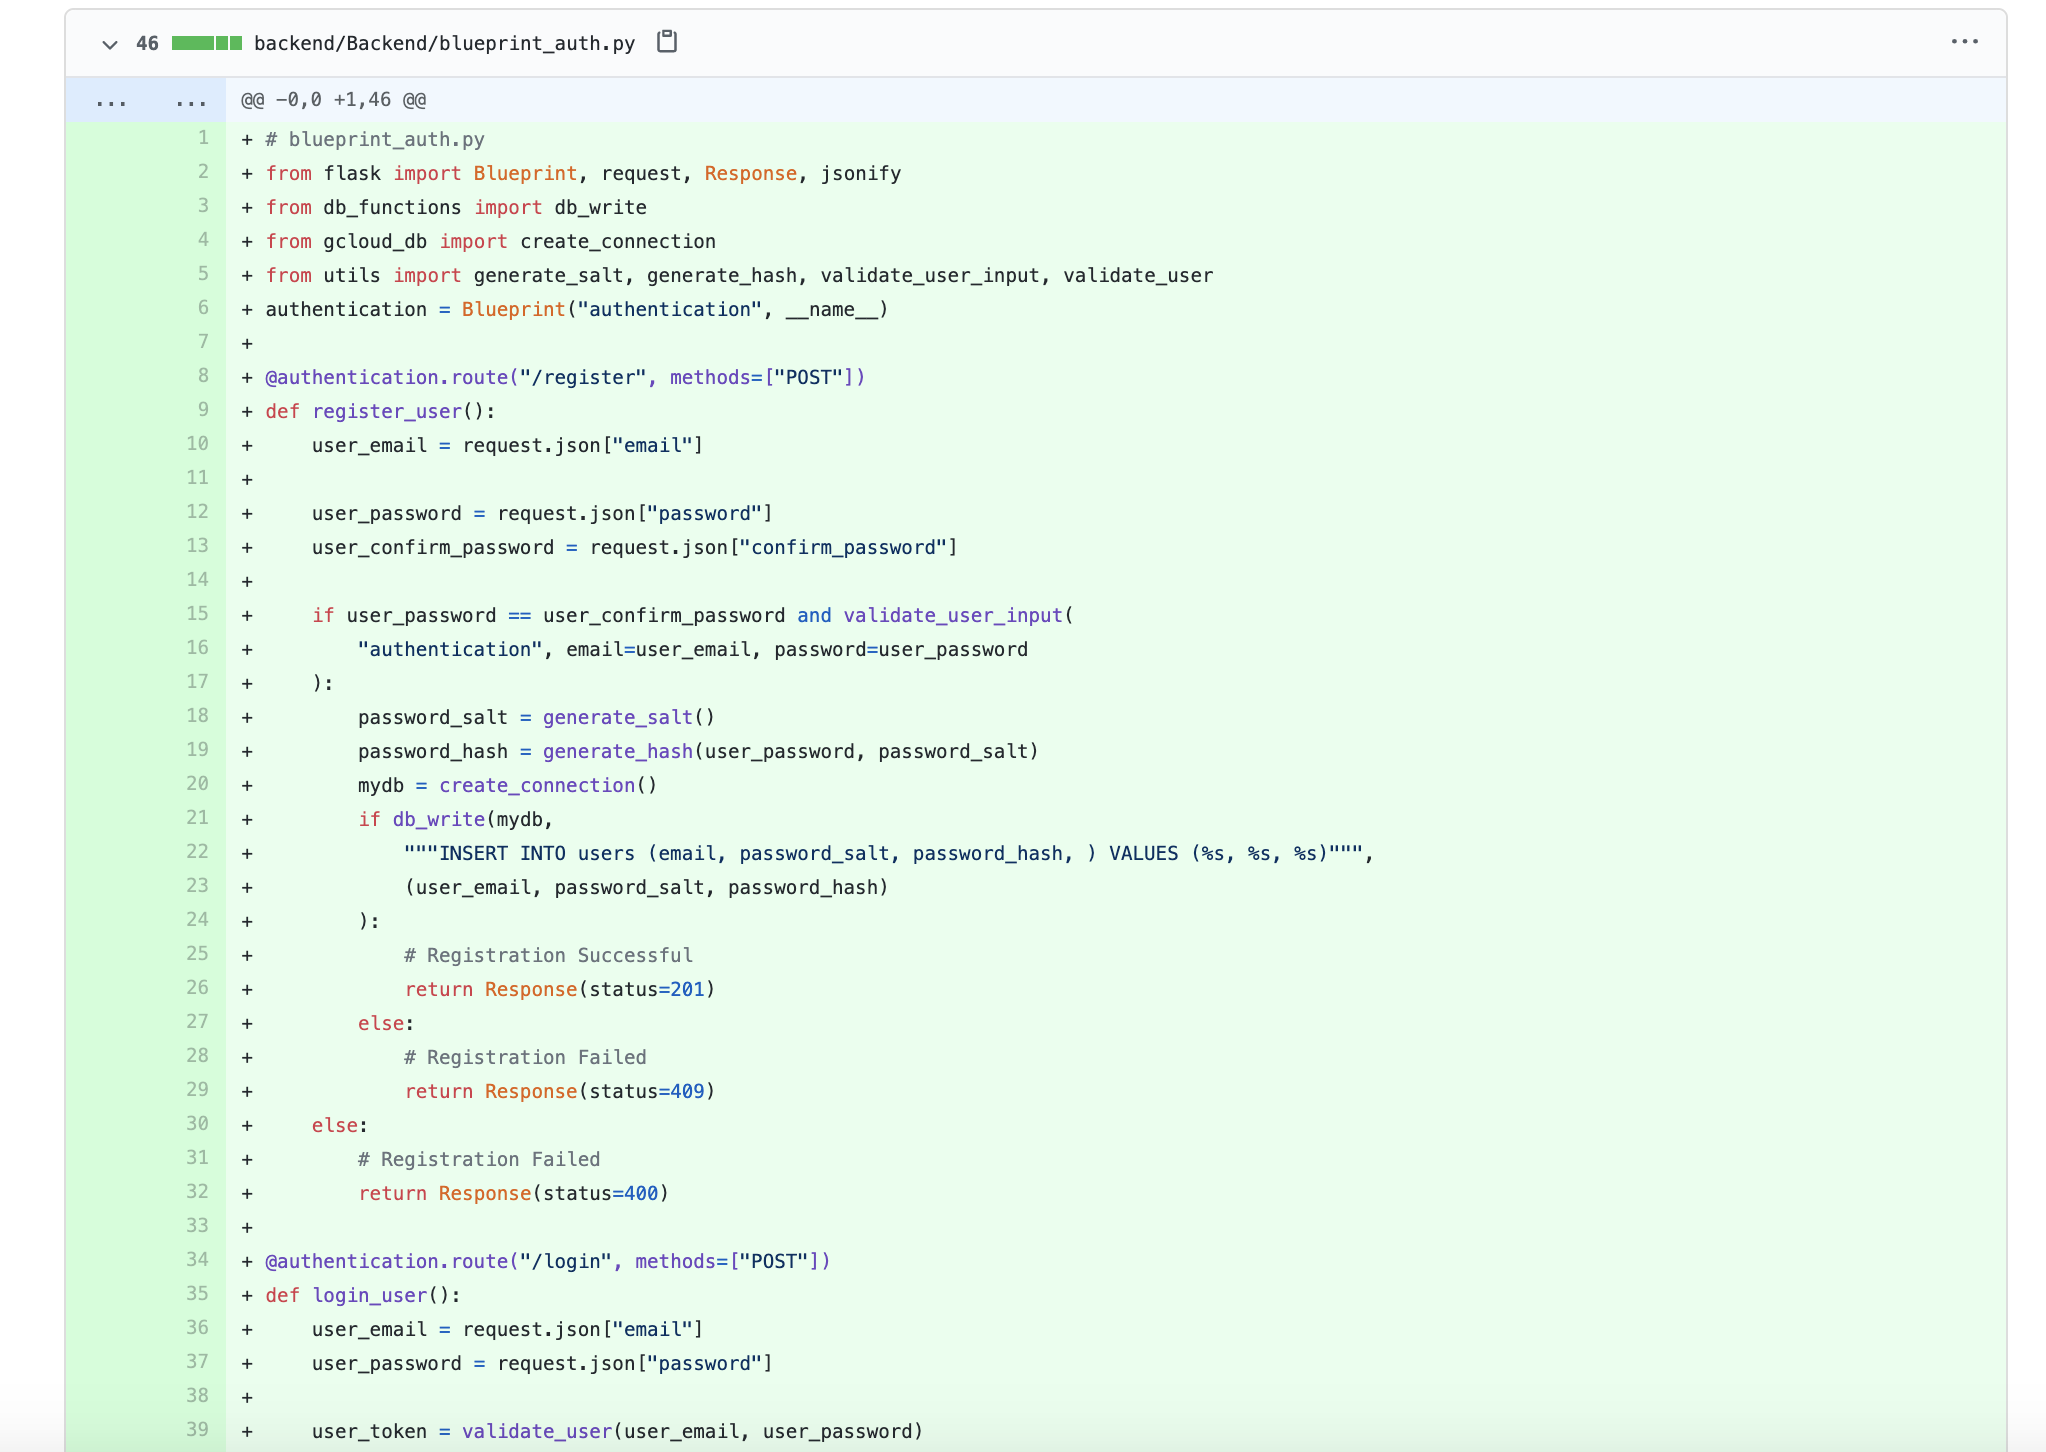 46 backend/Backend/blueprint_auth.py ...
... ... @@ -0,0 +1,46 @@
1 + # blueprint_auth.py
2 + from flask import Blueprint, request, Response, jsonify
3 + from db_functions import db_write
4 + from gcloud_db import create_connection
5 + from utils import generate_salt, generate_hash, validate_user_input, validate_user
6 + authentication = Blueprint("authentication", __name__)
7 +
8 + @authentication.route("/register", methods=["POST"])
9 + def register_user():
10 +     user_email = request.json["email"]
11 +
12 +     user_password = request.json["password"]
13 +     user_confirm_password = request.json["confirm_password"]
14 +
15 +     if user_password == user_confirm_password and validate_user_input(
16 +         "authentication", email=user_email, password=user_password
17 +     ):
18 +         password_salt = generate_salt()
19 +         password_hash = generate_hash(user_password, password_salt)
20 +         mydb = create_connection()
21 +         if db_write(mydb,
22 +             """INSERT INTO users (email, password_salt, password_hash, ) VALUES (%s, %s, %s)""",
23 +             (user_email, password_salt, password_hash)
24 +         ):
25 +             # Registration Successful
26 +             return Response(status=201)
27 +         else:
28 +             # Registration Failed
29 +             return Response(status=409)
30 +     else:
31 +         # Registration Failed
32 +         return Response(status=400)
33 +
34 + @authentication.route("/login", methods=["POST"])
35 + def login_user():
36 +     user_email = request.json["email"]
37 +     user_password = request.json["password"]
38 +
39 +     user_token = validate_user(user_email, user_password)